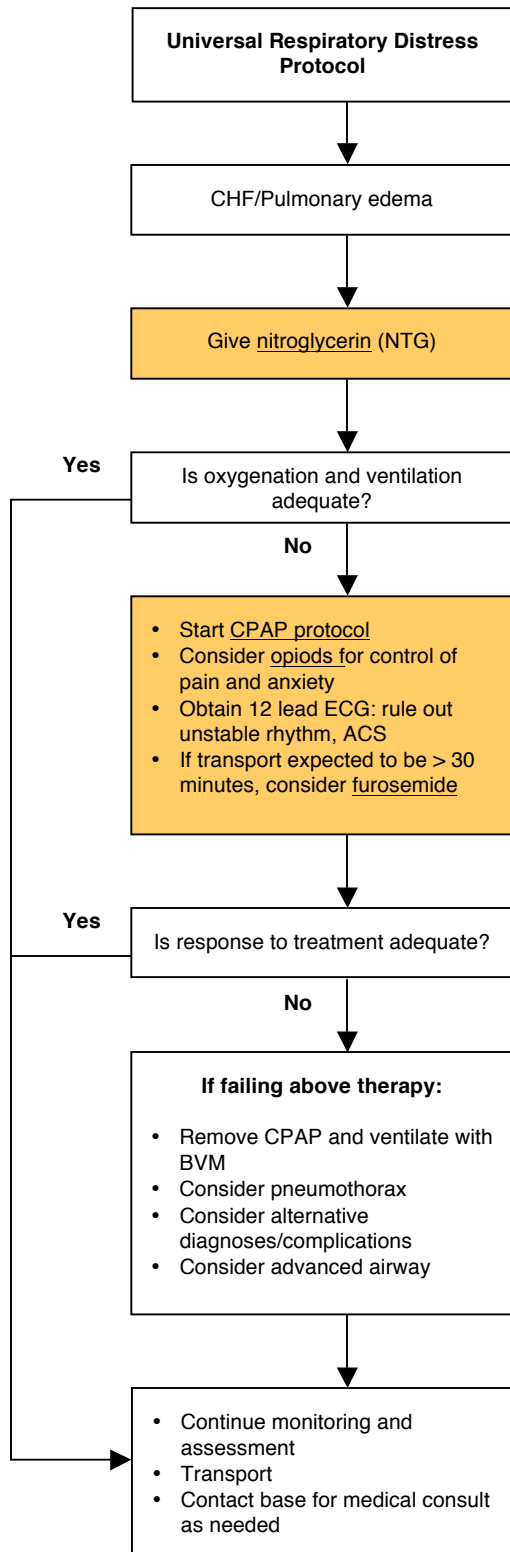 Universal Respiratory Distress
Protocol
CHF/Pulmonary edema
Give nitroglycerin (NTG)
Yes
Is oxygenation and ventilation
adequate?
No
• Start CPAP protocol
• Consider opiods for control of
pain and anxiety
• Obtain 12 lead ECG: rule out
unstable rhythm, ACS
• If transport expected to be > 30
minutes, consider furosemide
Yes
Is response to treatment adequate?
No
If failing above therapy:
• Remove CPAP and ventilate with
BVM
• Consider pneumothorax
• Consider alternative
diagnoses/complications
• Consider advanced airway
• Continue monitoring and
assessment
• Transport
• Contact base for medical consult
as needed